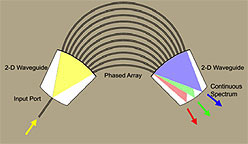 2-D Waveguide
Phased Array
2-D Waveguide
Input Port
Continuous
Spectrum